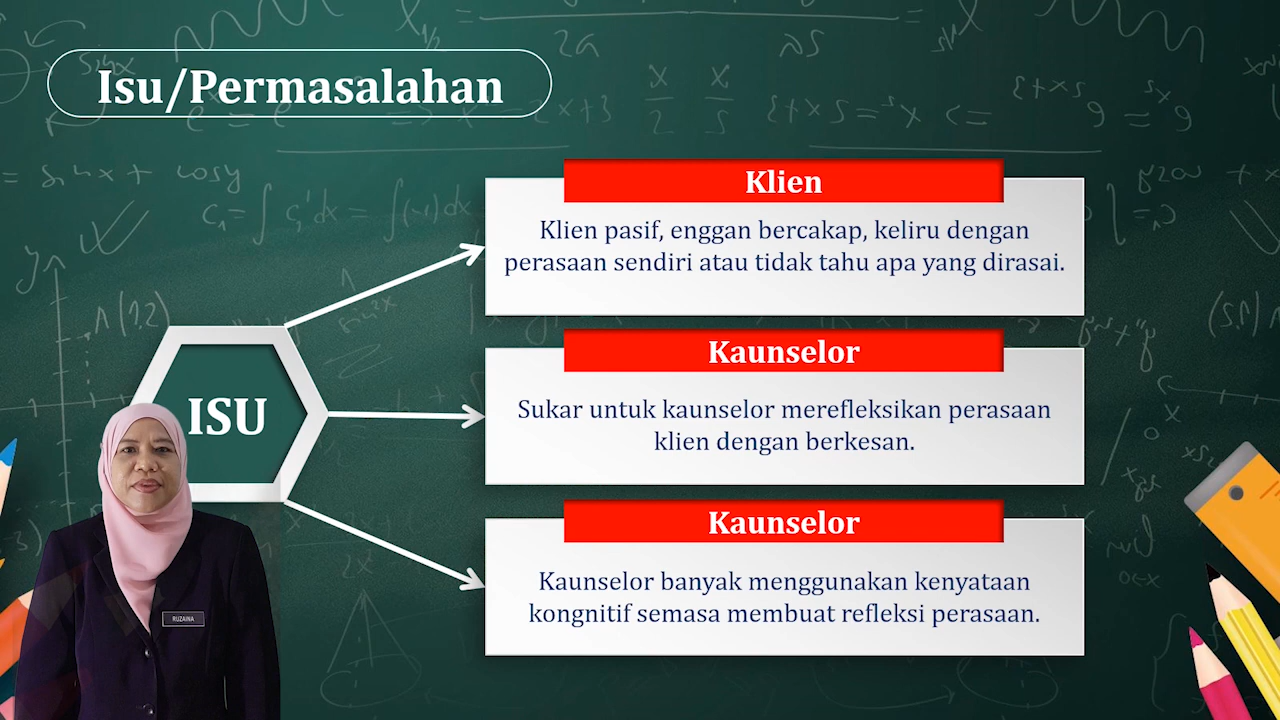 Isu/Permasalahan
Klien
Klien pasif, enggan bercakap, keliru dengan
perasaan sendiri atau tidak tahu apa yang dirasai.
ISU
Kaunselor
Sukar untuk kaunselor merefleksikan perasaan
klien dengan berkesan.
Kaunselor
Kaunselor banyak menggunakan kenyataan
kongnitif semasa membuat refleksi perasaan.
RUZAINA